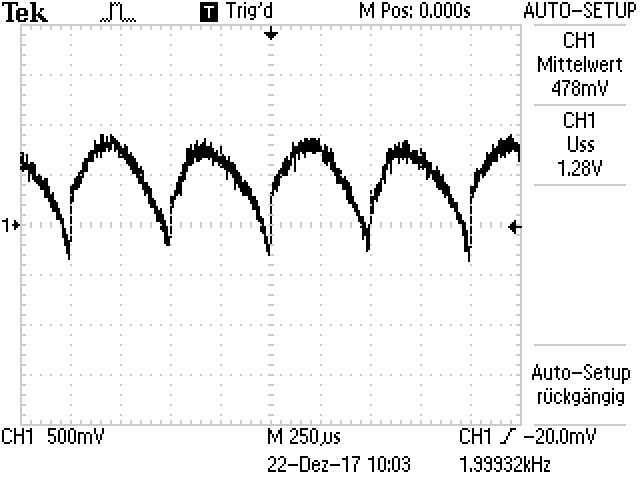 Tek T Trig'd M Pos: 0.000s AUTO-SETUP
CH1
Mittelwert
478mV
CH1
Uss
1.28V
1
Auto-Setup
rückgängig
CH1 500mV M 250µs CH1 -20.0mV
22-Dez-17 10:03 1.99932kHz